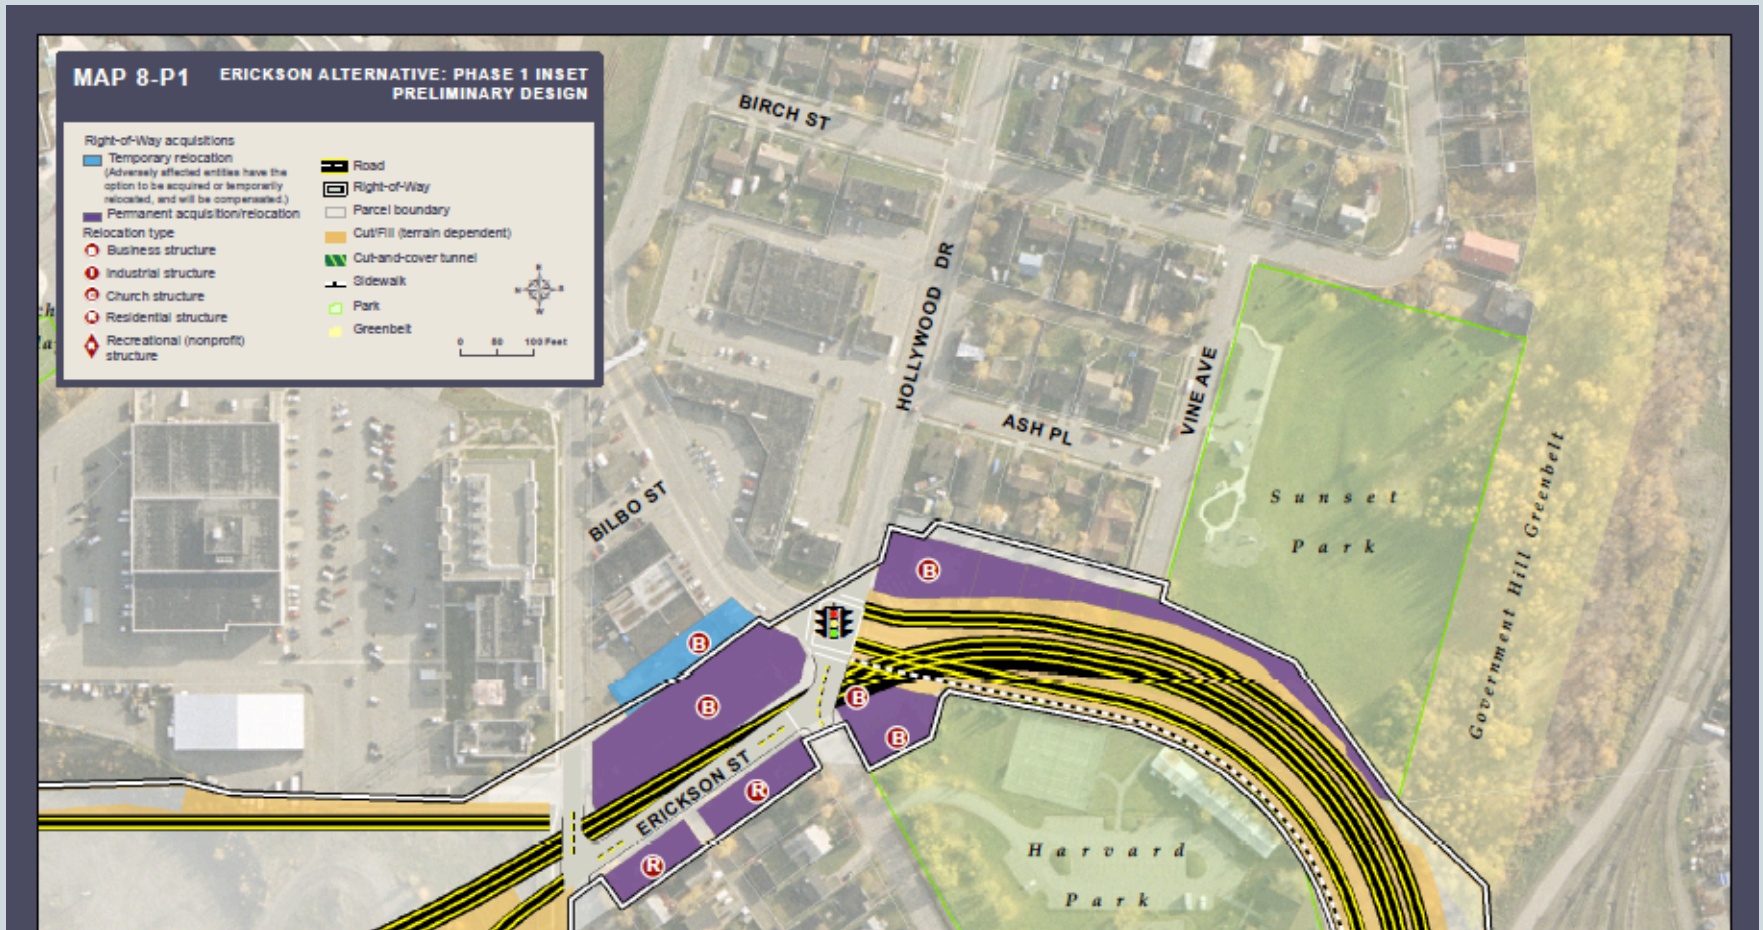 MAP 8-P1
ERICKSON ALTERNATIVE: PHASE 1 INSET
PRELIMINARY DESIGN
Right-of-Way acquisitions
Temporary relocation
(Adversely affected entities have the
option to be acquired or temporarily
relocated, and will be compensated.)
Permanent acquisition/relocation
Relocation type
Business structure
Industrial structure
Church structure
Residential structure
Recreational (nonprofit)
structure
Road
Right-of-Way
Parcel boundary
Cut/Fill (terrain dependent)
Cut-and-cover tunnel
Sidewalk
Park
Greenbelt
0 50 100 Feet
BIRCH ST
HOLLYWOOD DR
VINE AVE
ASH PL
BILBO ST
Sunset
Park
Government Hill Greenbelt
B
B
B
B
B
R
R
ERICKSON ST
Harvard
Park